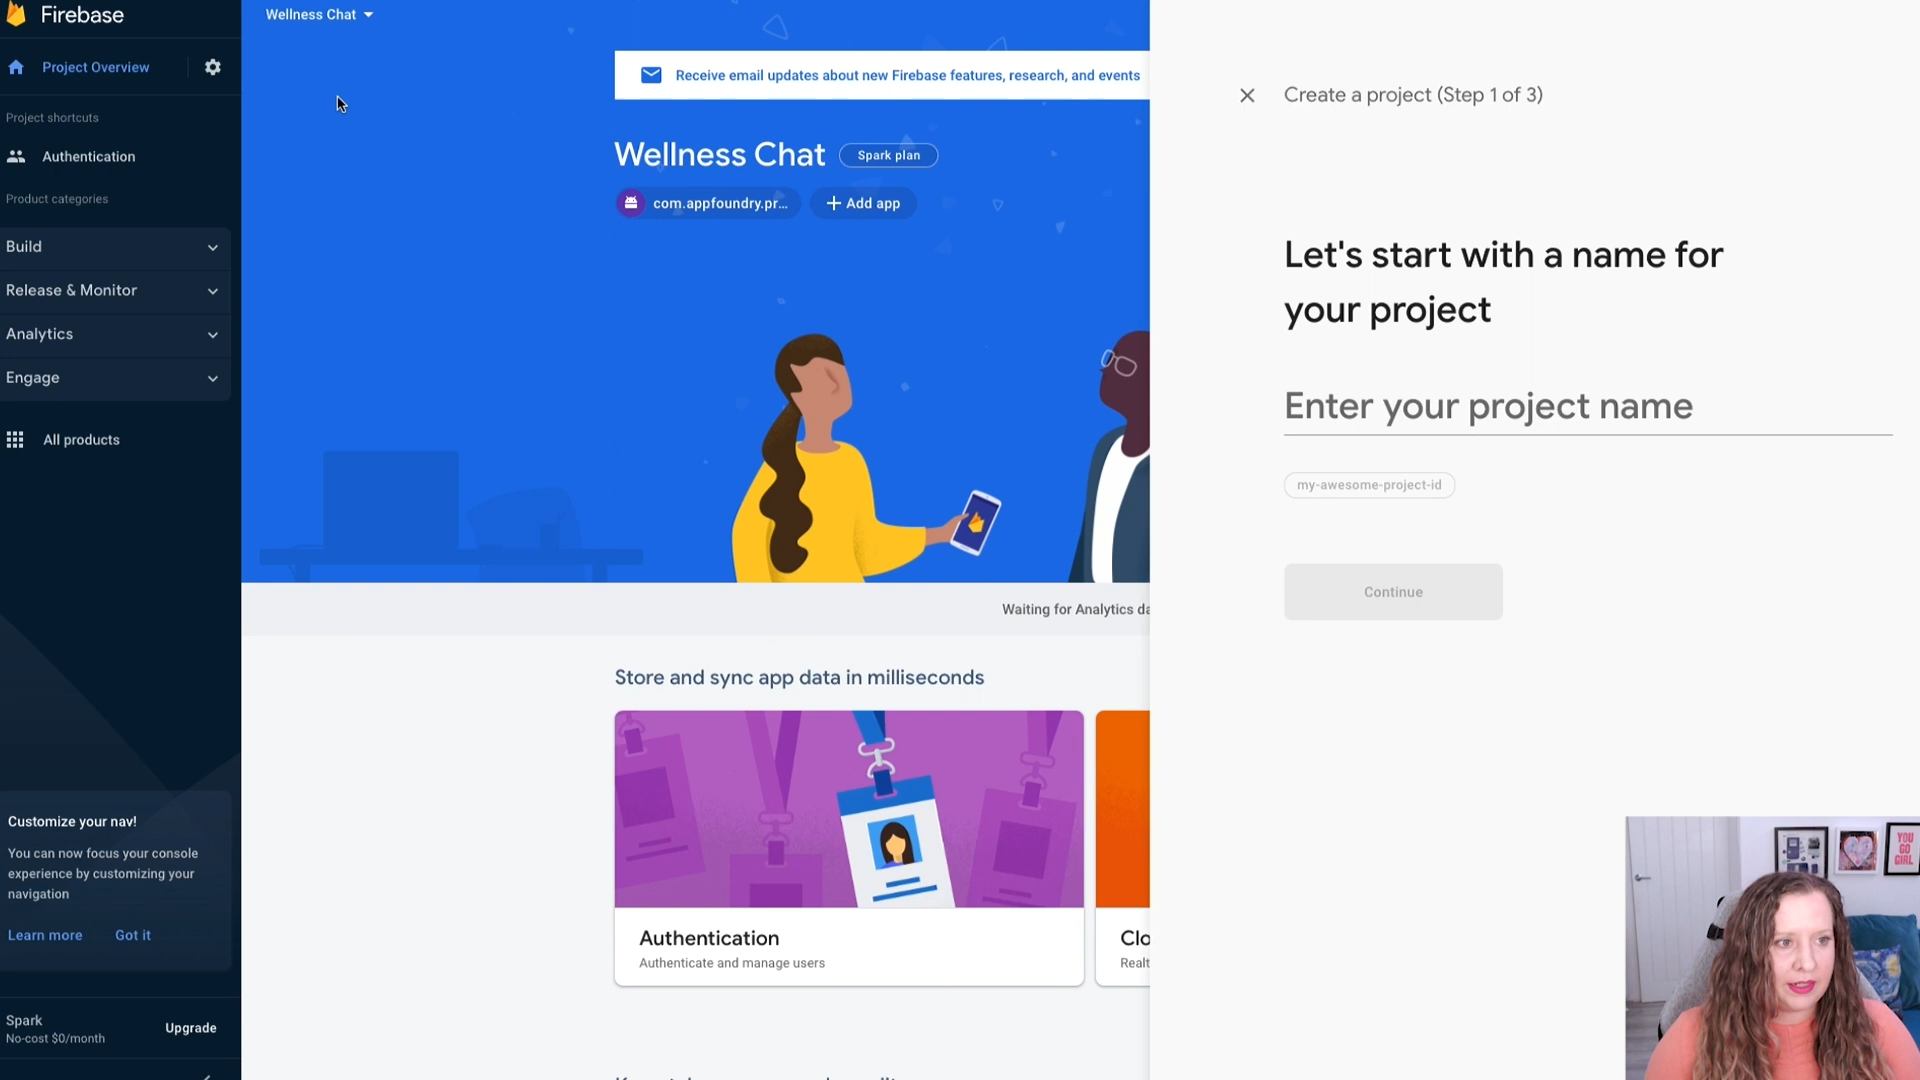 Firebase
Project Overview
Project shortcuts
Authentication
Product categories
Build
Release & Monitor
Analytics
Engage
All products
Customize your nav!
You can now focus your console
experience by customizing your
navigation
Learn more
Got it
Spark
No-cost $0/month
Upgrade
Wellness Chat
Receive email updates about new Firebase features, research, and events
Wellness Chat
Spark plan
com.appfoundry.pr...
Add app
Waiting for Analytics da
Store and sync app data in milliseconds
Authentication
Authenticate and manage users
Clo
Realt
Create a project (Step 1 of 3)
Let's start with a name for
your project
Enter your project name
my-awesome-project-id
Continue
YOU
GO
GIRL